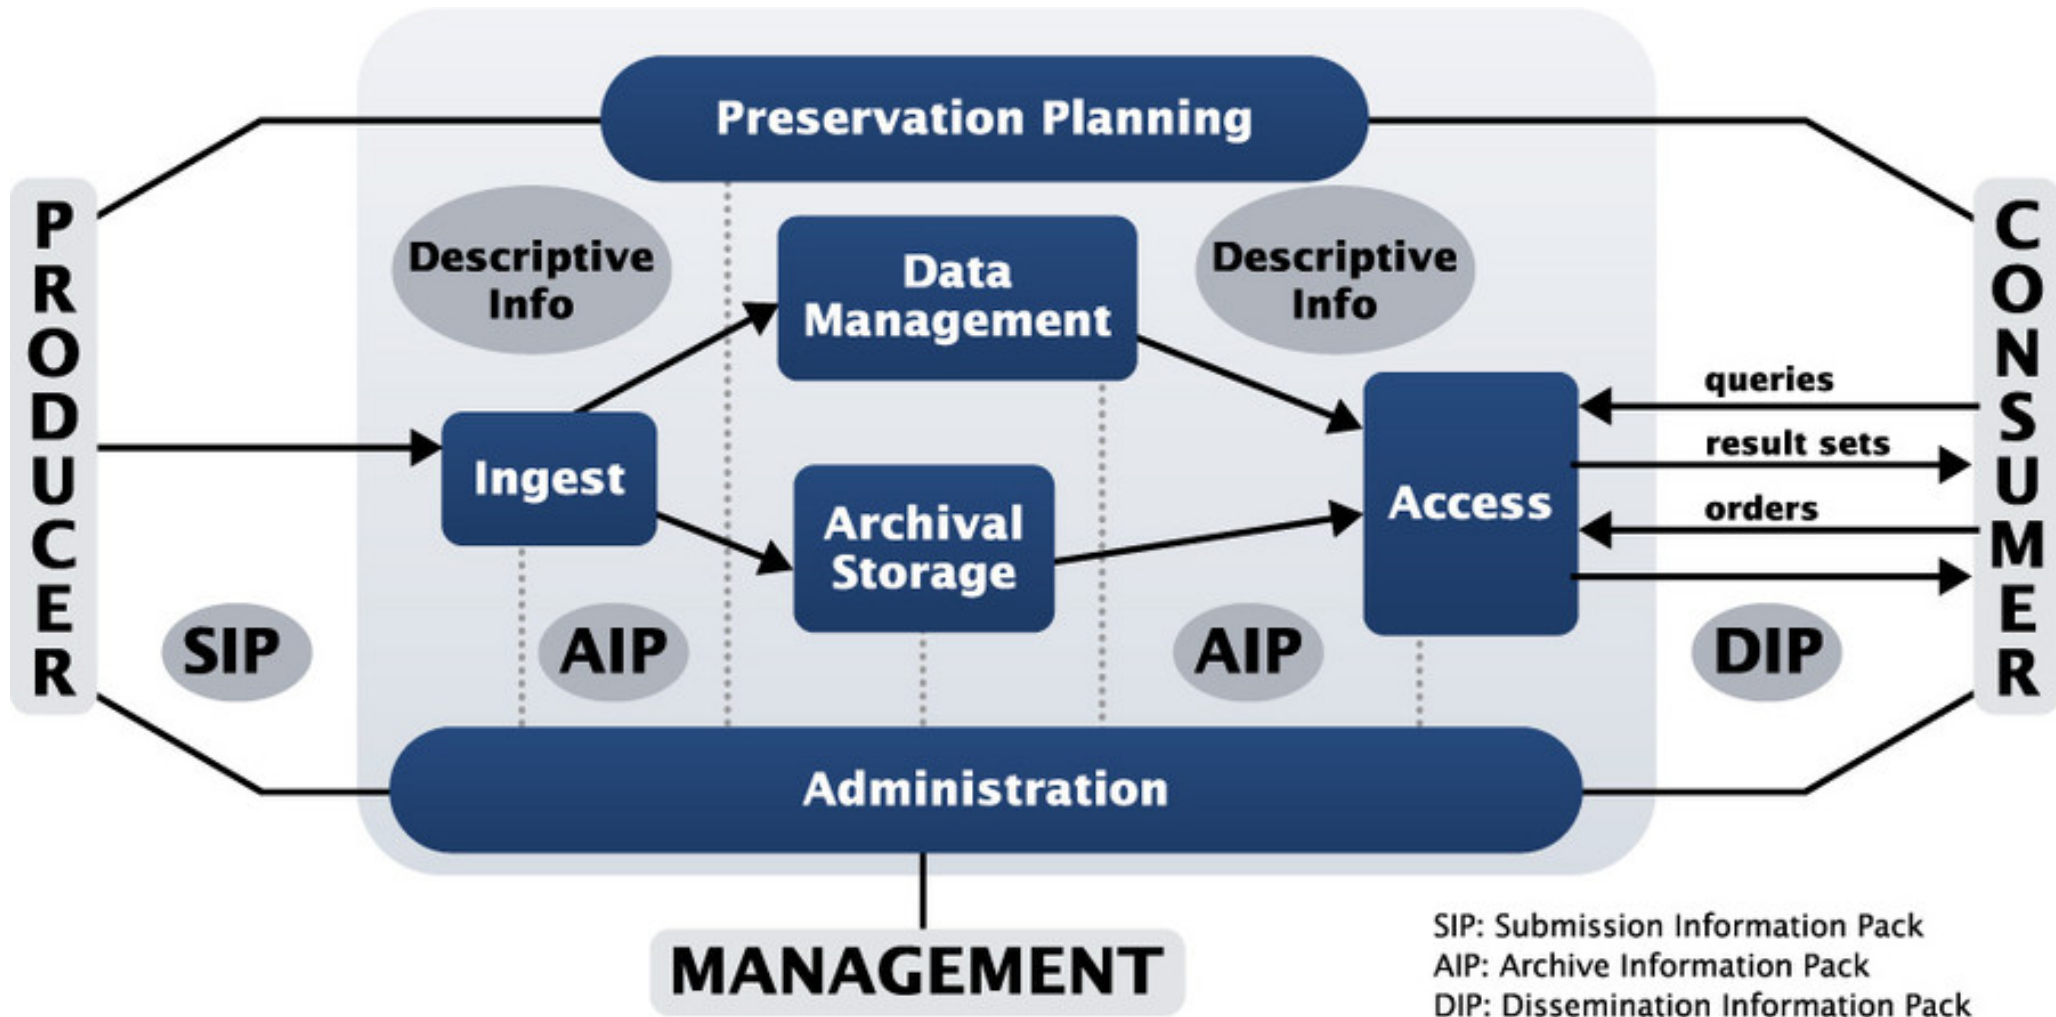 Preservation Planning
PRODUCER
CONSUMER
Descriptive
Info
Data
Management
Descriptive
Info
queries
result sets
orders
Ingest
Archival
Storage
Access
SIP
AIP
AIP
DIP
Administration
MANAGEMENT
SIP: Submission Information Pack
AIP: Archive Information Pack
DIP: Dissemination Information Pack